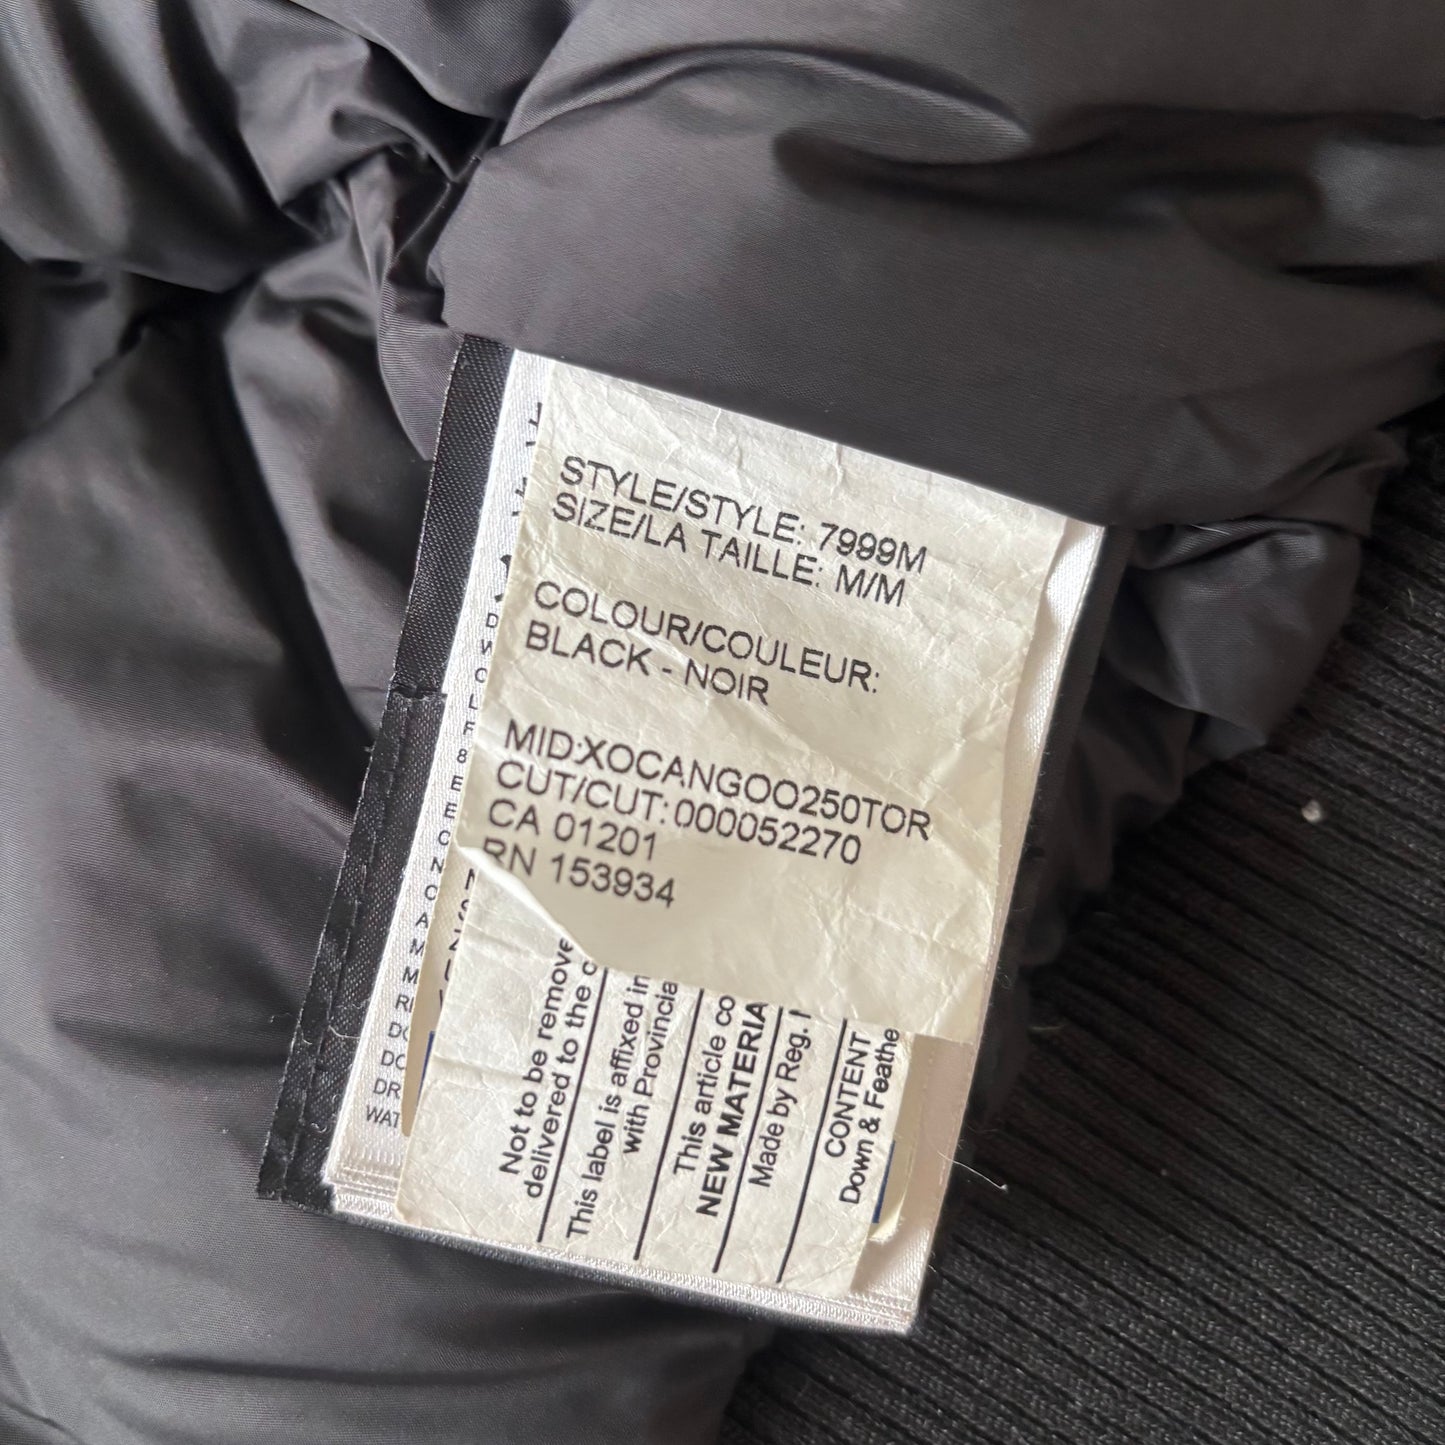 STYLE/STYLE: 7999M
SIZE/LA TAILLE: M/M
COLOUR/COULEUR:
BLACK - NOIR
MID:XOCANGOO250TOR
CUT/CUT: 000052270
CA 01201
RN 153934
Not to be remove
delivered to the c
This label is affixed in
with Provincia
This article co
NEW MATERIA
Made by Reg.
CONTENT
Down & Feathe